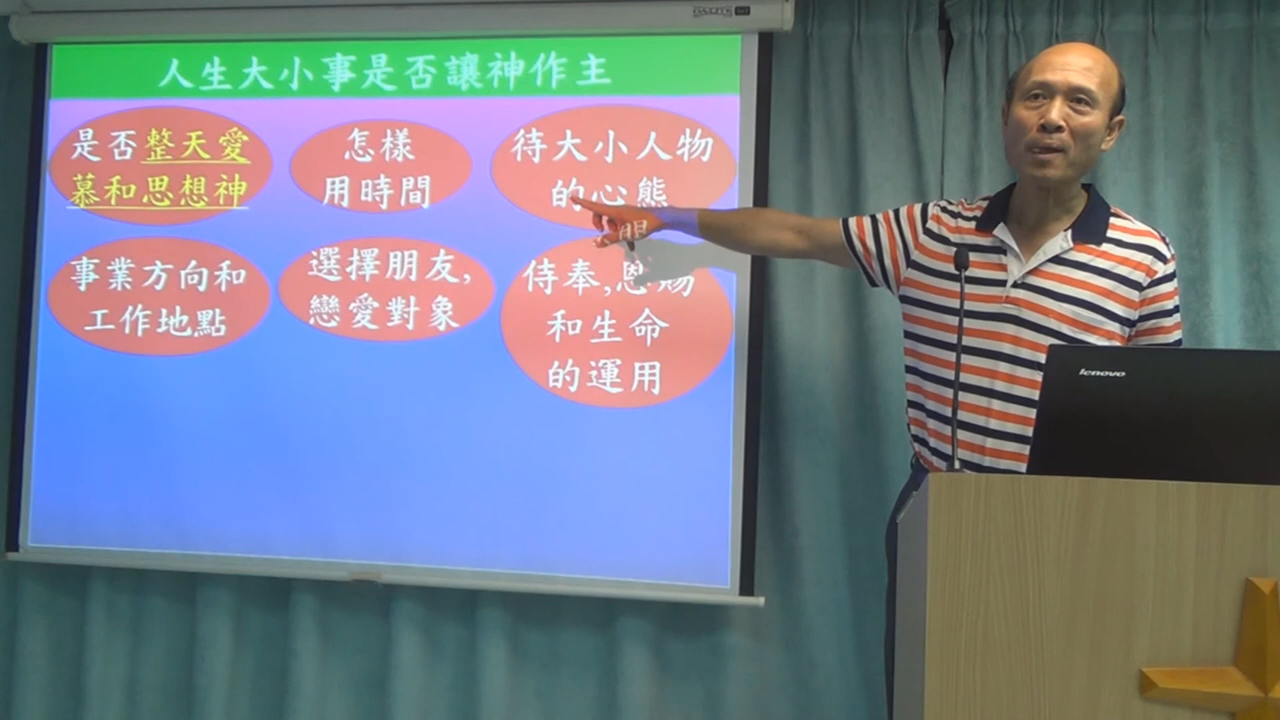 人生大小事是否讓神作主
是否整天愛
慕和思想神
怎樣
用時間
待大小人物
的心態
事業方向和
工作地點
選擇朋友,
戀愛對象
侍奉,恩賜
和生命
的運用
lenovo